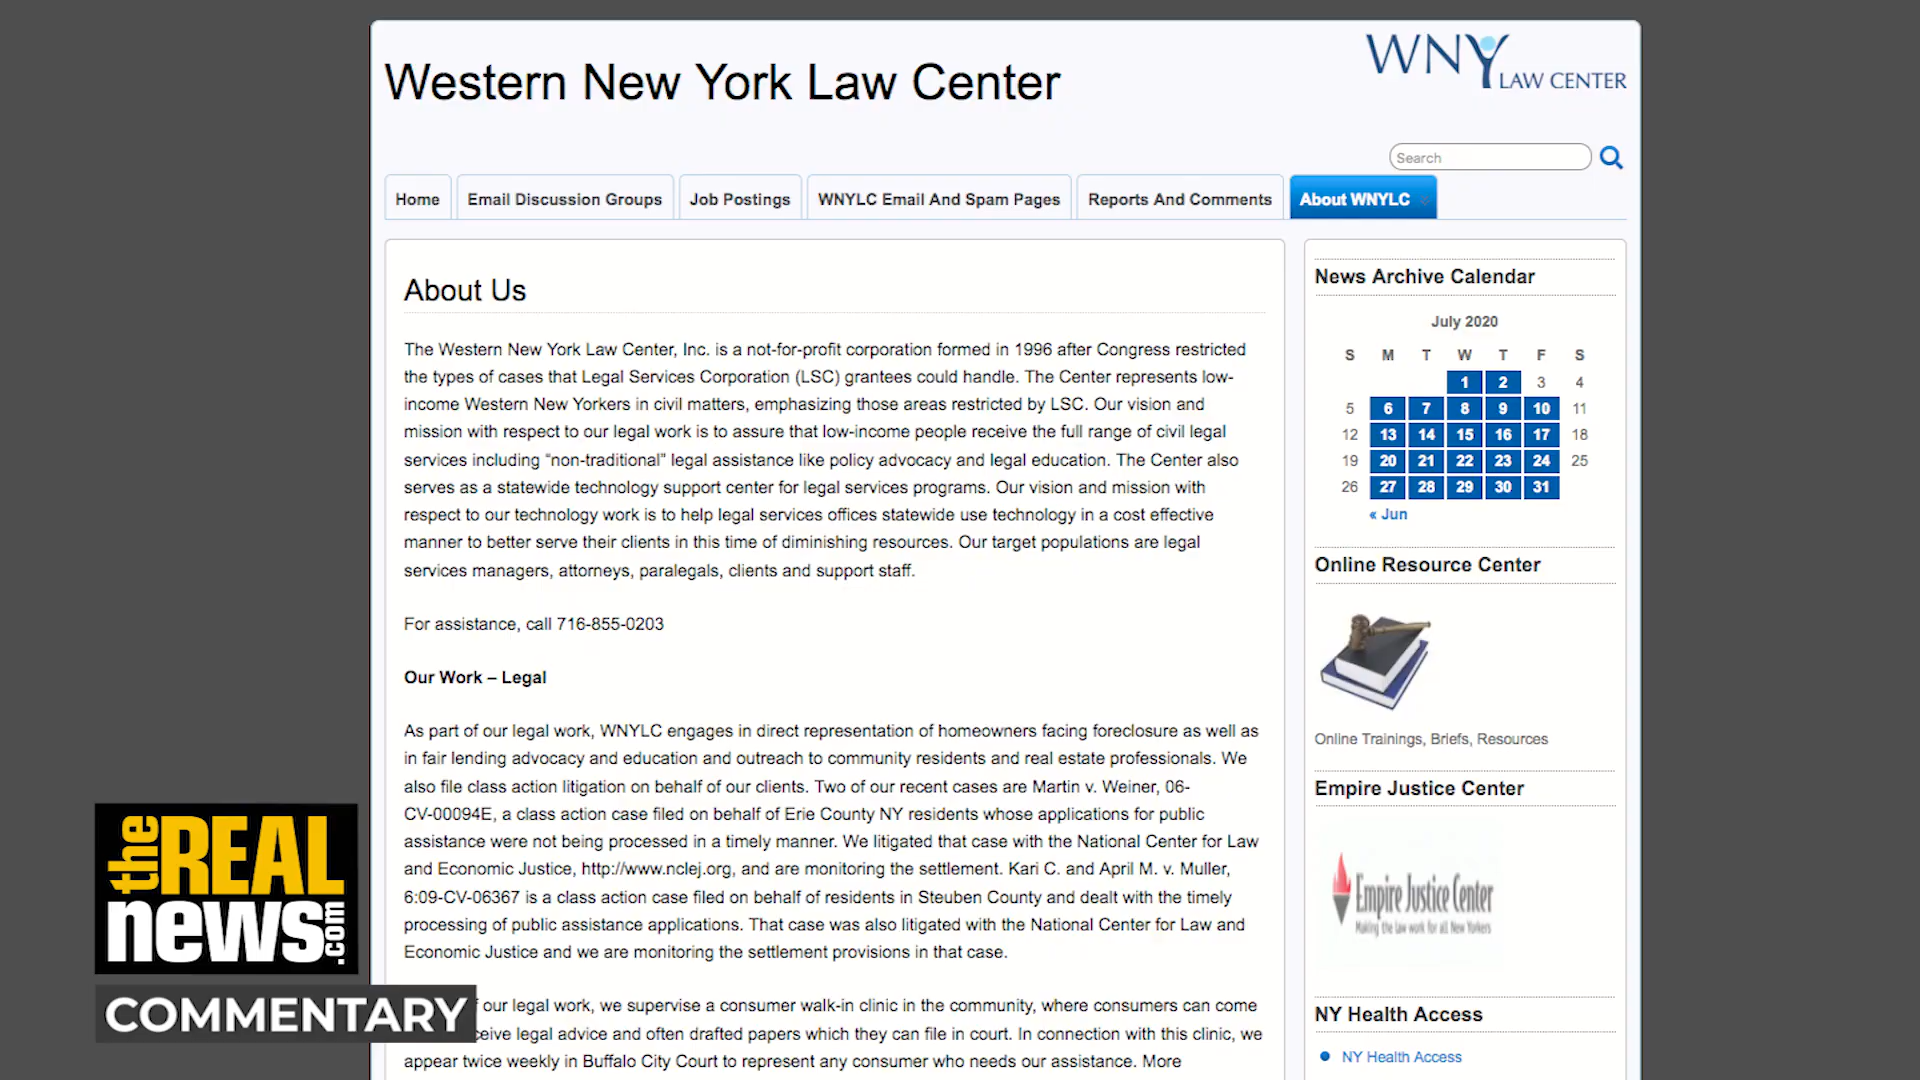 Western New York Law Center
WNY LAW CENTER
Search
Home
Email Discussion Groups
Job Postings
WNYLC Email And Spam Pages
Reports And Comments
About WNYLC
About Us
The Western New York Law Center, Inc. is a not-for-profit corporation formed in 1996 after Congress restricted
the types of cases that Legal Services Corporation (LSC) grantees could handle. The Center represents low-
income Western New Yorkers in civil matters, emphasizing those areas restricted by LSC. Our vision and
mission with respect to our legal work is to assure that low-income people receive the full range of civil legal
services including “non-traditional” legal assistance like policy advocacy and legal education. The Center also
serves as a statewide technology support center for legal services programs. Our vision and mission with
respect to our technology work is to help legal services offices statewide use technology in a cost effective
manner to better serve their clients in this time of diminishing resources. Our target populations are legal
services managers, attorneys, paralegals, clients and support staff.
For assistance, call 716-855-0203
Our Work – Legal
As part of our legal work, WNYLC engages in direct representation of homeowners facing foreclosure as well as
in fair lending advocacy and education and outreach to community residents and real estate professionals. We
also file class action litigation on behalf of our clients. Two of our recent cases are Martin v. Weiner, 06-
CV-00094E, a class action case filed on behalf of Erie County NY residents whose applications for public
assistance were not being processed in a timely manner. We litigated that case with the National Center for Law
and Economic Justice, http://www.nclej.org, and are monitoring the settlement. Kari C. and April M. v. Muller,
6:09-CV-06367 is a class action case filed on behalf of residents in Steuben County and dealt with the timely
processing of public assistance applications. That case was also litigated with the National Center for Law and
Economic Justice and we are monitoring the settlement provisions in that case.
our legal work, we supervise a consumer walk-in clinic in the community, where consumers can come
legal advice and often drafted papers which they can file in court. In connection with this clinic, we
appear twice weekly in Buffalo City Court to represent any consumer who needs our assistance. More
News Archive Calendar
July 2020
S M T W T F S
1 2 3 4
5 6 7 8 9 10 11
12 13 14 15 16 17 18
19 20 21 22 23 24 25
26 27 28 29 30 31
« Jun
Online Resource Center
Online Trainings, Briefs, Resources
Empire Justice Center
Empire Justice Center
Making the law work for all New Yorkers
NY Health Access
NY Health Access
the REAL
news.com
COMMENTARY